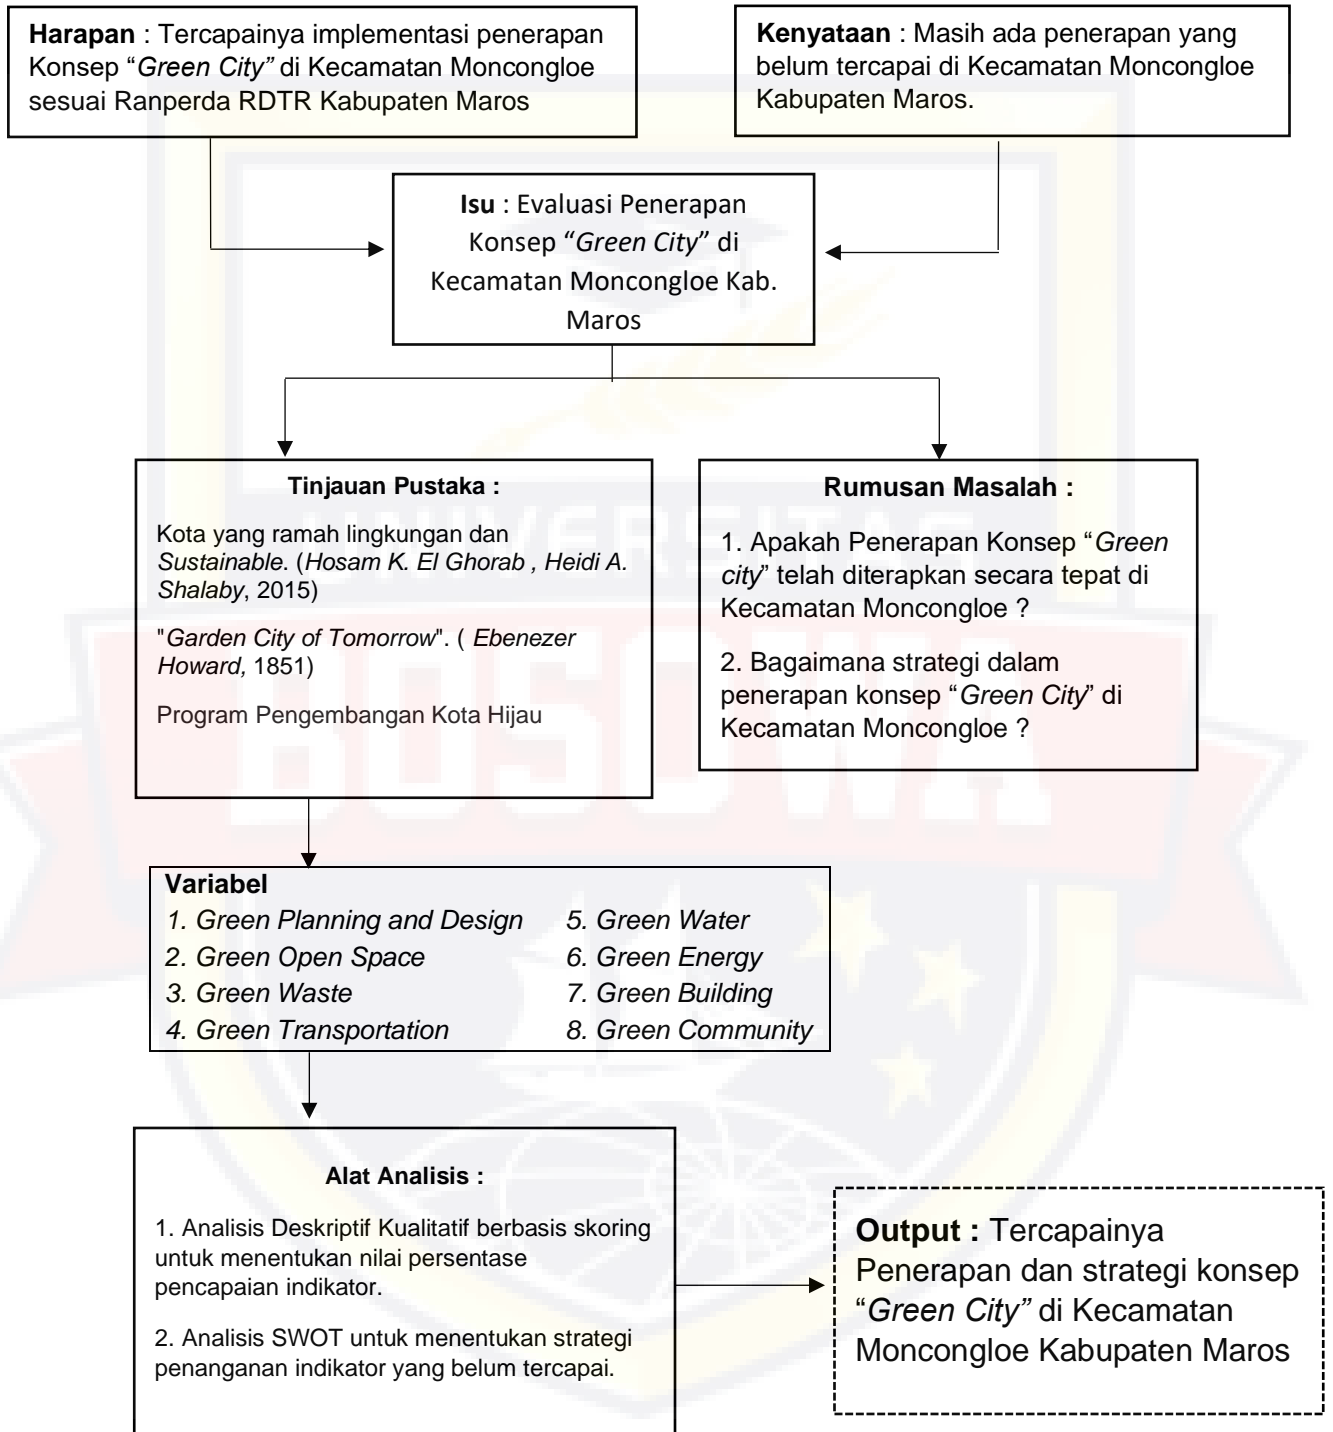 Harapan : Tercapainya implementasi penerapan
Konsep “Green City” di Kecamatan Moncongloe
sesuai Ranperda RDTR Kabupaten Maros
Kenyataan : Masih ada penerapan yang
belum tercapai di Kecamatan Moncongloe
Kabupaten Maros.
Isu : Evaluasi Penerapan
Konsep “Green City” di
Kecamatan Moncongloe Kab.
Maros
Tinjauan Pustaka :
Kota yang ramah lingkungan dan
Sustainable. (Hosam K. El Ghorab , Heidi A.
Shalaby, 2015)
"Garden City of Tomorrow". ( Ebenezer
Howard, 1851)
Program Pengembangan Kota Hijau
Rumusan Masalah :
1. Apakah Penerapan Konsep “Green
city” telah diterapkan secara tepat di
Kecamatan Moncongloe ?
2. Bagaimana strategi dalam
penerapan konsep “Green City” di
Kecamatan Moncongloe ?
Variabel
1. Green Planning and Design
2. Green Open Space
3. Green Waste
4. Green Transportation
5. Green Water
6. Green Energy
7. Green Building
8. Green Community
Alat Analisis :
1. Analisis Deskriptif Kualitatif berbasis skoring
untuk menentukan nilai persentase
pencapaian indikator.
2. Analisis SWOT untuk menentukan strategi
penanganan indikator yang belum tercapai.
Output : Tercapainya
Penerapan dan strategi konsep
“Green City” di Kecamatan
Moncongloe Kabupaten Maros
UNIVERSITAS
BOSOWA